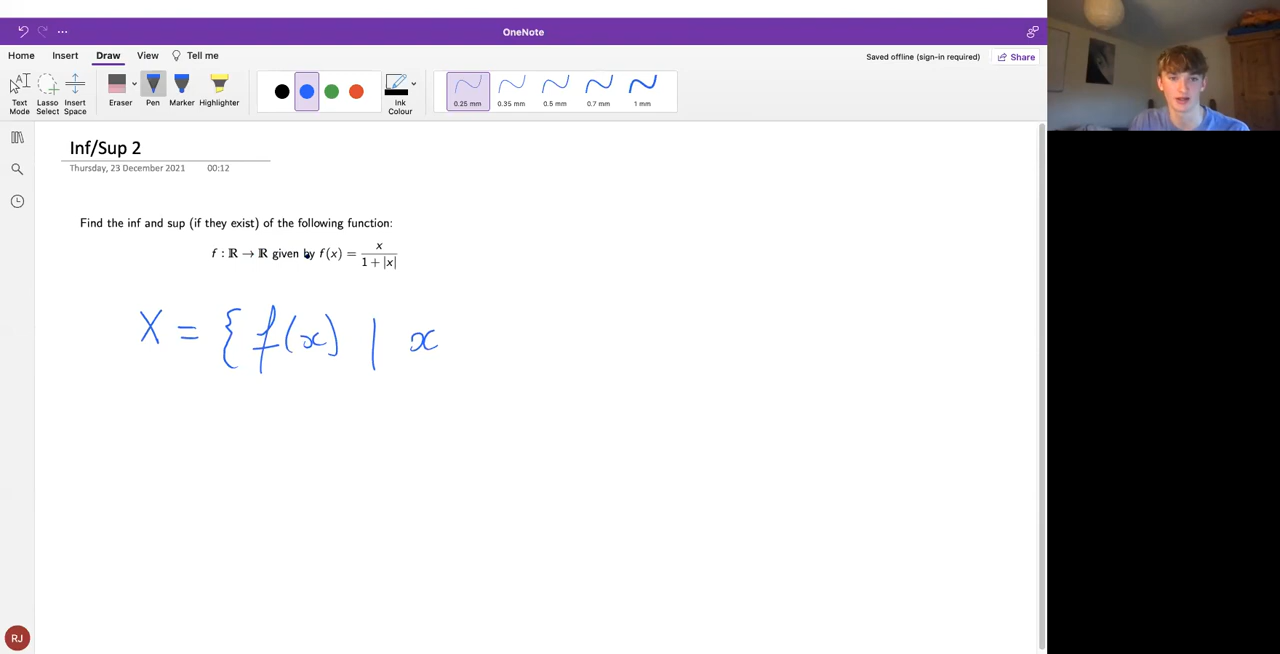 OneNote
Home Insert Draw View Tell me
Saved offline (sign-in required) Share
Text Mode
Lasso Select
Insert Space
Eraser
Pen
Marker
Highlighter
Ink Colour
0.25 mm
0.35 mm
0.5 mm
0.7 mm
1 mm
Inf/Sup 2
Thursday, 23 December 2021 00:12
Find the inf and sup (if they exist) of the following function:
f : ℝ → ℝ given by f(x) = x / 1 + |x|
X = { f(x) | x
RJ